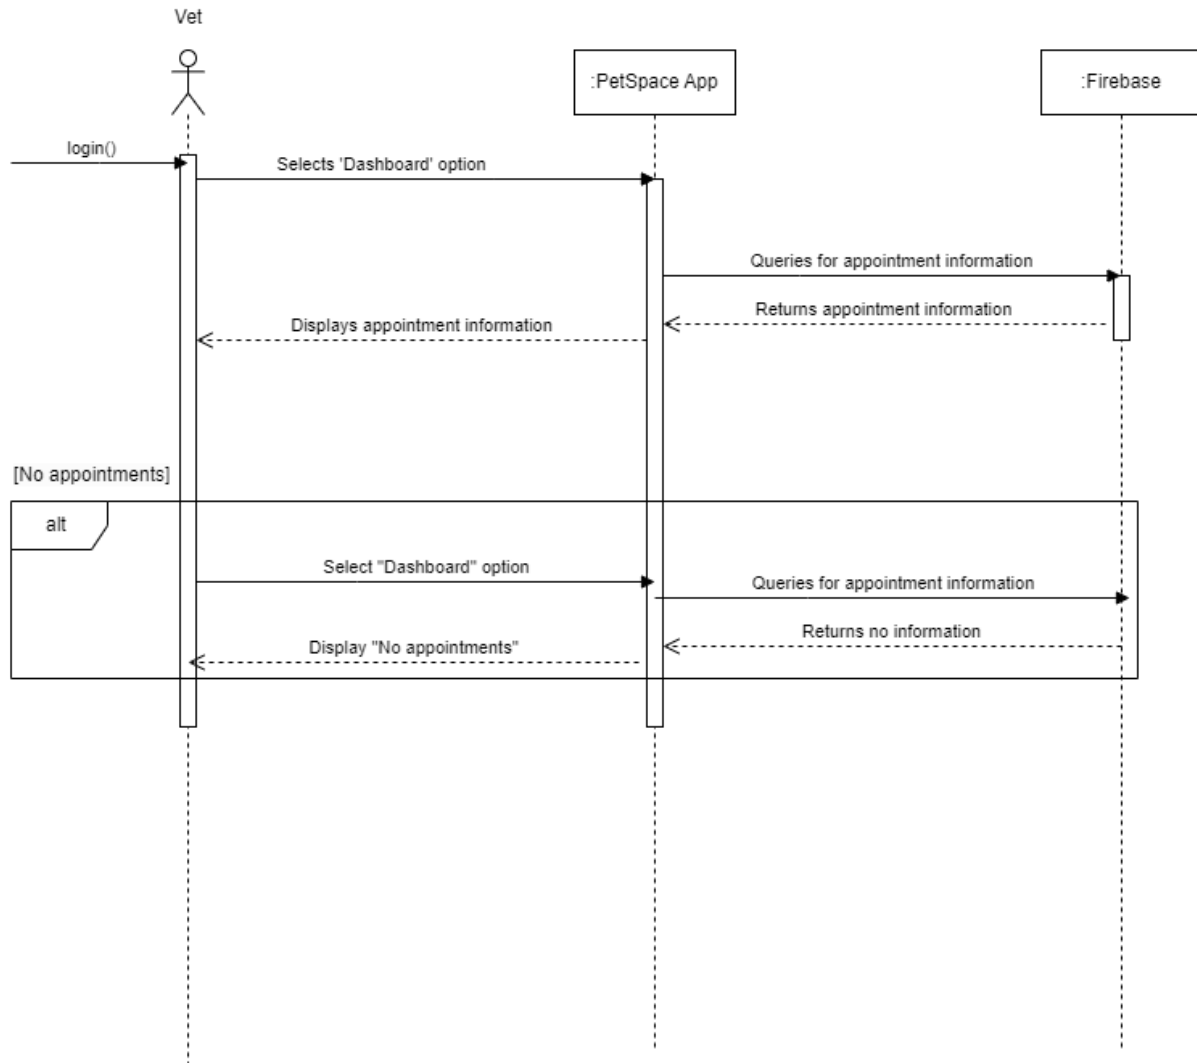 Vet
:PetSpace App
:Firebase
login()
Selects 'Dashboard' option
Queries for appointment information
Returns appointment information
Displays appointment information
[No appointments]
alt
Select "Dashboard" option
Queries for appointment information
Returns no information
Display "No appointments"